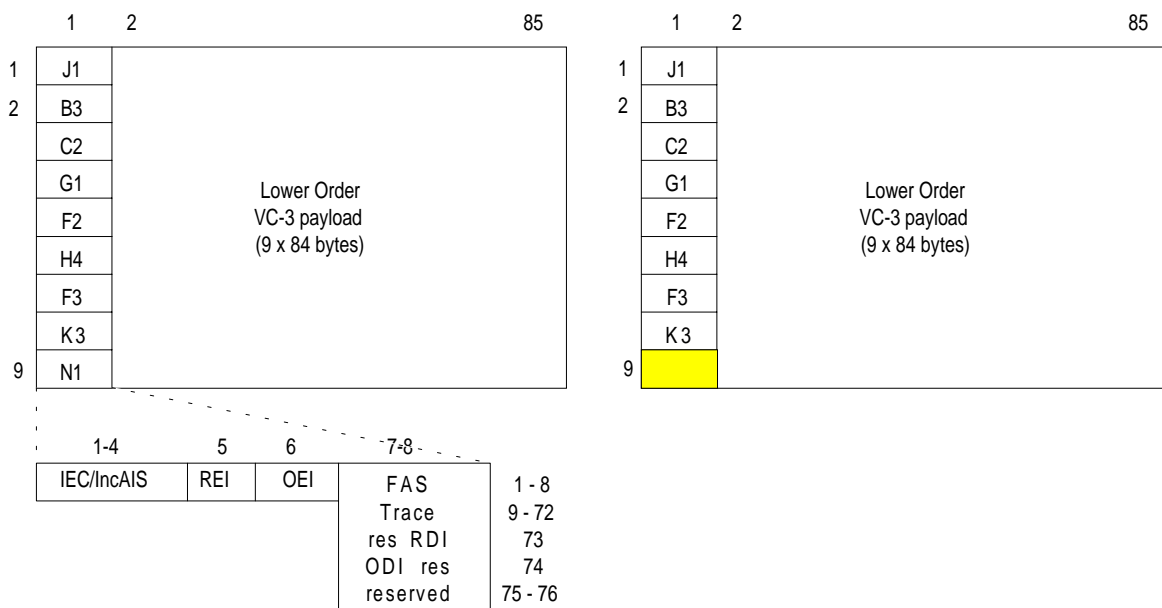 1 2 85
1 J1
2 B3
C2
G1
F2
H4
F3
K3
9 N1
Lower Order
VC-3 payload
(9 x 84 bytes)
1 2 85
1 J1
2 B3
C2
G1
F2
H4
F3
K3
9
Lower Order
VC-3 payload
(9 x 84 bytes)
1-4 5 6 7-8
IEC/IncAIS REI OEI FAS 1 - 8
Trace 9 - 72
res RDI 73
ODI res 74
reserved 75 - 76